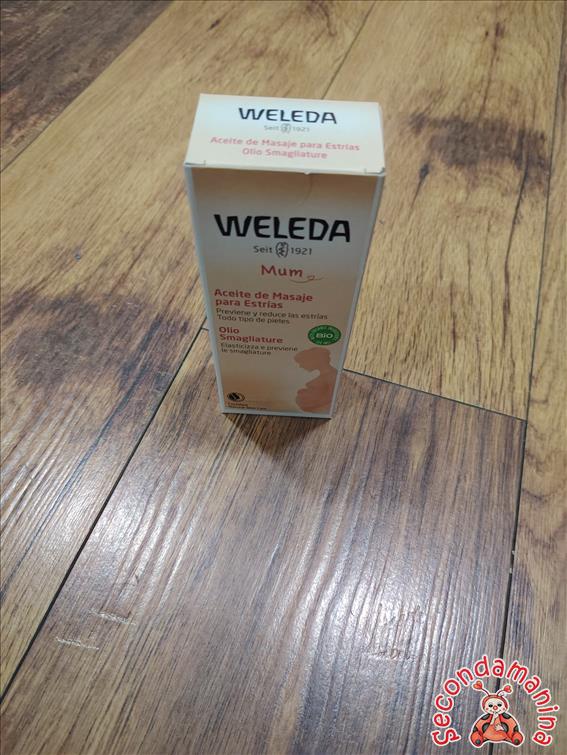 WELEDA
Seit 1921
Aceite de Masaje para Estrías
Olio Smagliature
WELEDA
Seit 1921
Mum
Aceite de Masaje
para Estrías
Previene y reduce las estrías
Todo tipo de pieles
Olio
Smagliature
Elasticizza e previene
le smagliature
BIO
Secondamanina